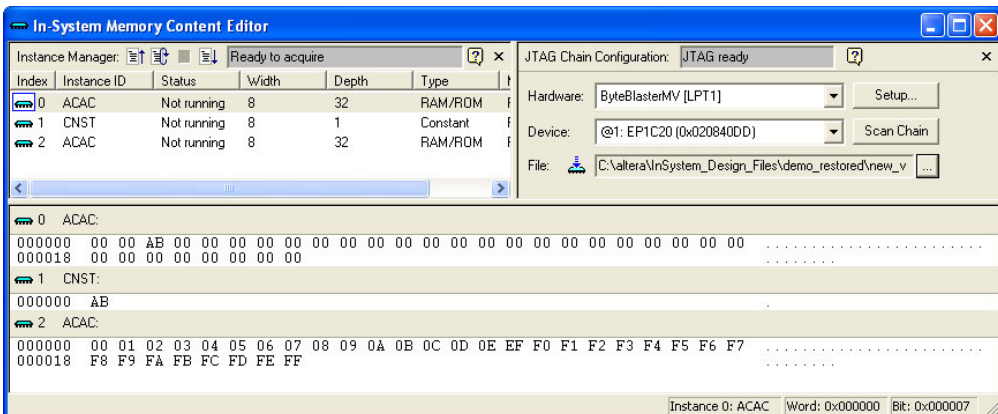 In-System Memory Content Editor
Instance Manager: Ready to acquire
JTAG Chain Configuration: JTAG ready
Index Instance ID Status Width Depth Type
0 ACAC Not running 8 32 RAM/ROM
1 CNST Not running 8 1 Constant
2 ACAC Not running 8 32 RAM/ROM
Hardware: ByteBlasterMV [LPT1] Setup...
Device: @1: EP1C20 (0x020840DD) Scan Chain
File: C:\altera\InSystem_Design_Files\demo_restored\new_v ...
0 ACAC:
000000 00 00 AB 00 00 00 00 00 00 00 00 00 00 00 00 00 00 00 00 00 00 00 00 00 ........................
000018 00 00 00 00 00 00 00 00 ........
1 CNST:
000000 AB .
2 ACAC:
000000 00 01 02 03 04 05 06 07 08 09 0A 0B 0C 0D 0E EF F0 F1 F2 F3 F4 F5 F6 F7 ........................
000018 F8 F9 FA FB FC FD FE FF ........
Instance 0: ACAC Word: 0x000000 Bit: 0x000007